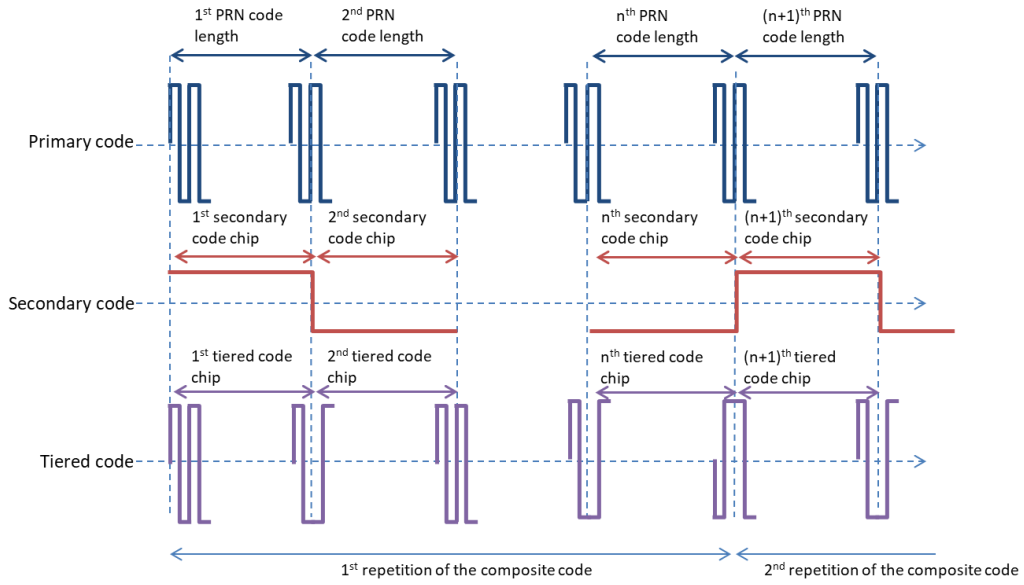 1st PRN code
length
2nd PRN
code length
nth PRN
code length
(n+1)th PRN
code length
Primary code
1st secondary
code chip
2nd secondary
code chip
nth secondary
code chip
(n+1)th secondary
code chip
Secondary code
1st tiered code
chip
2nd tiered code
chip
nth tiered code
chip
(n+1)th tiered
code chip
Tiered code
1st repetition of the composite code
2nd repetition of the composite code